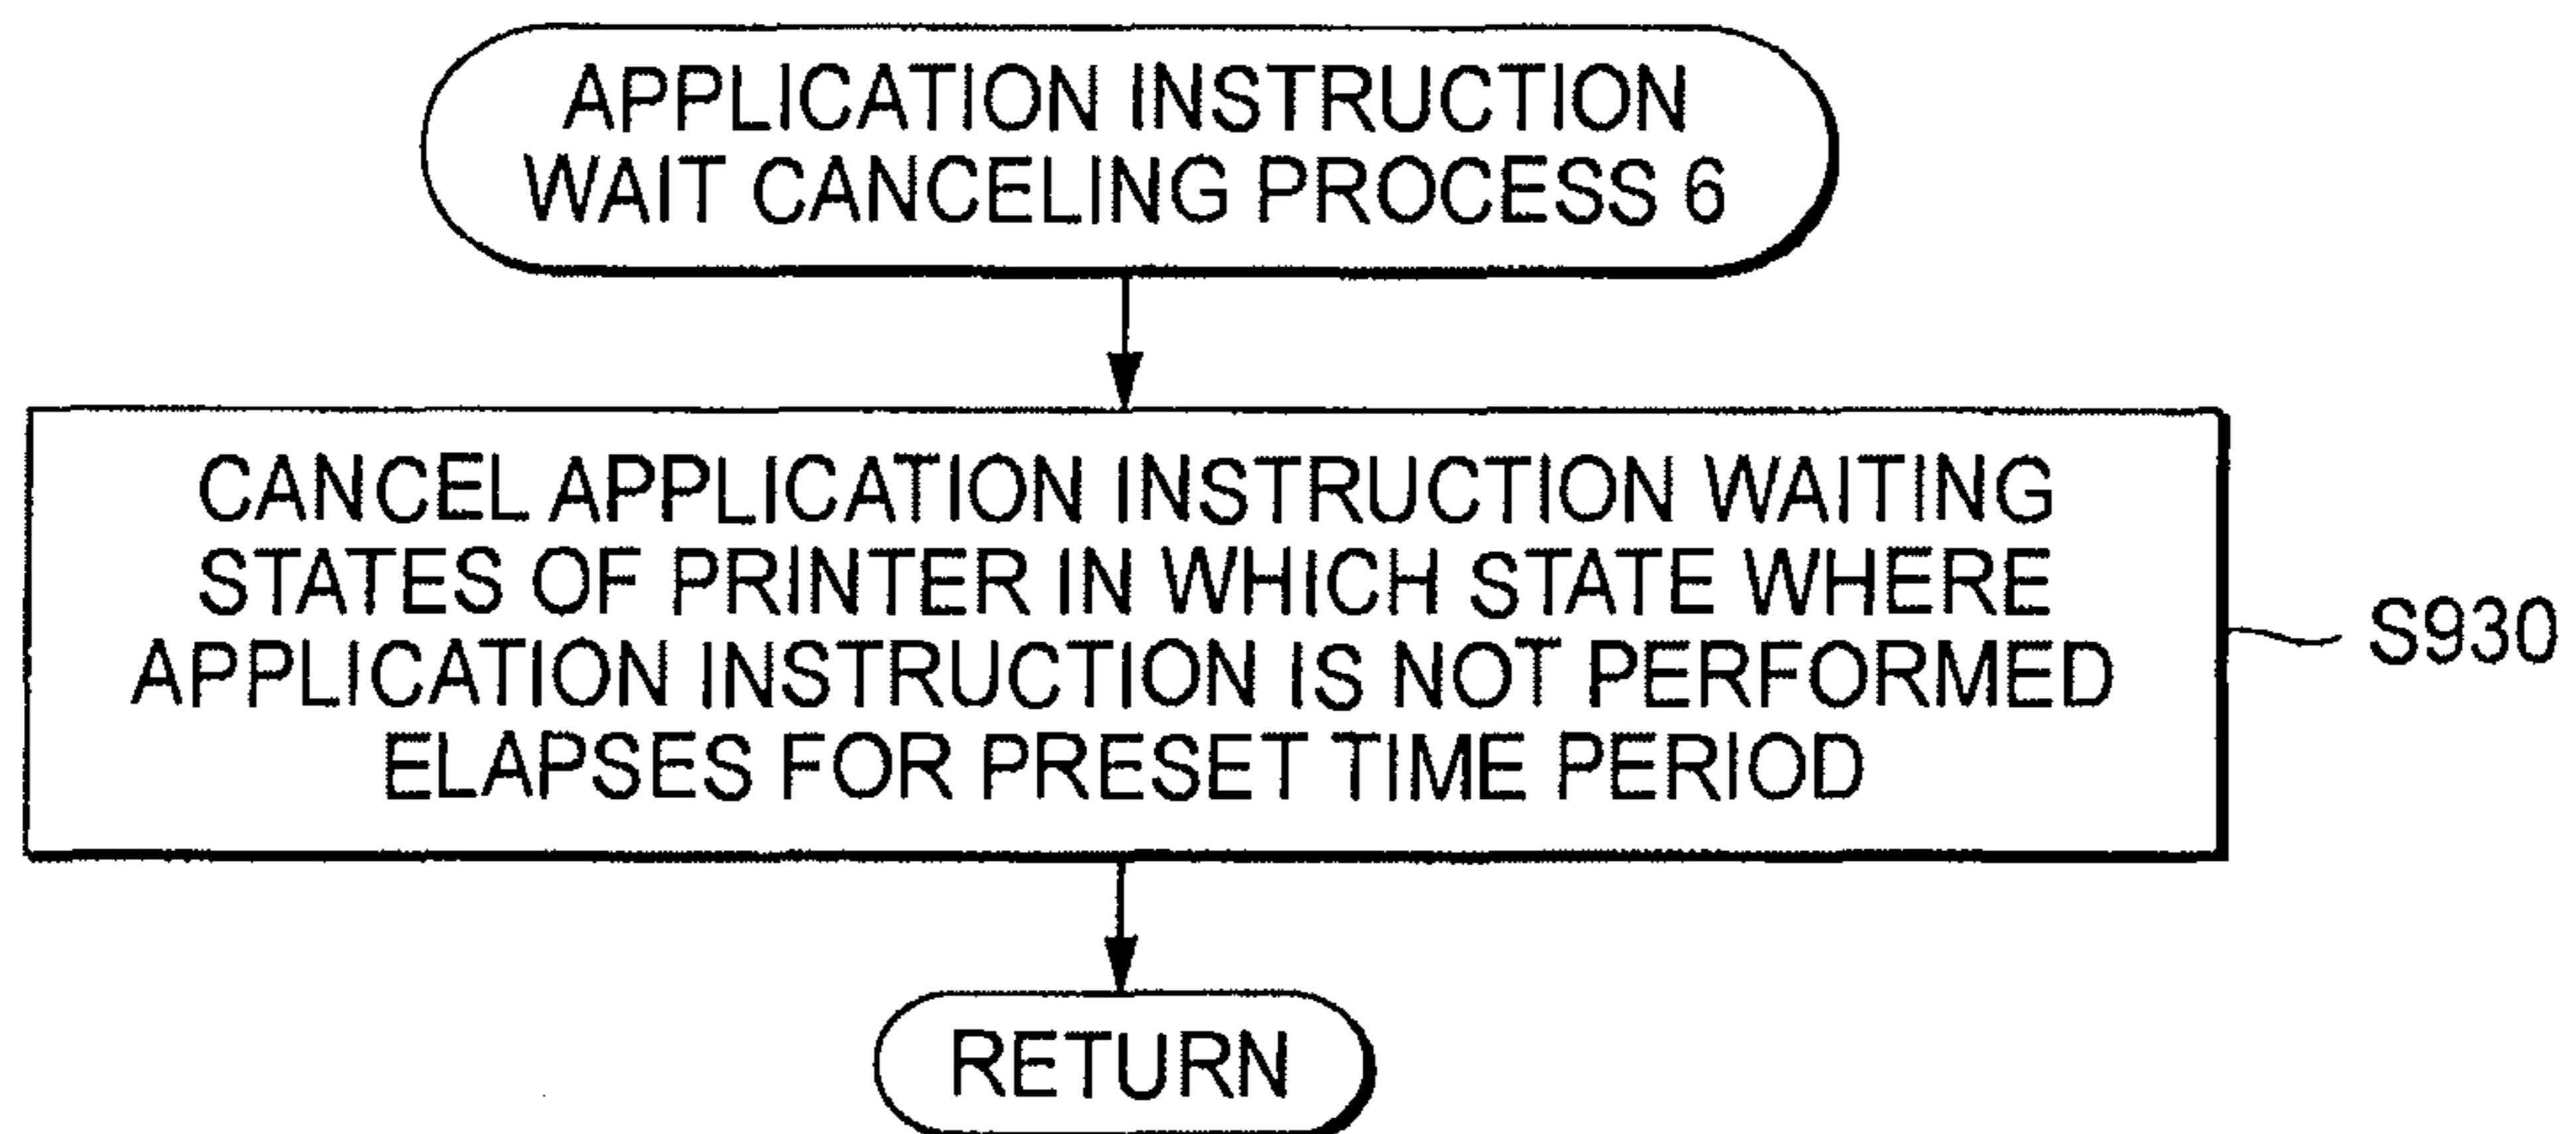 APPLICATION INSTRUCTION
WAIT CANCELING PROCESS 6
CANCEL APPLICATION INSTRUCTION WAITING
STATES OF PRINTER IN WHICH STATE WHERE
APPLICATION INSTRUCTION IS NOT PERFORMED
ELAPSES FOR PRESET TIME PERIOD
S930
RETURN